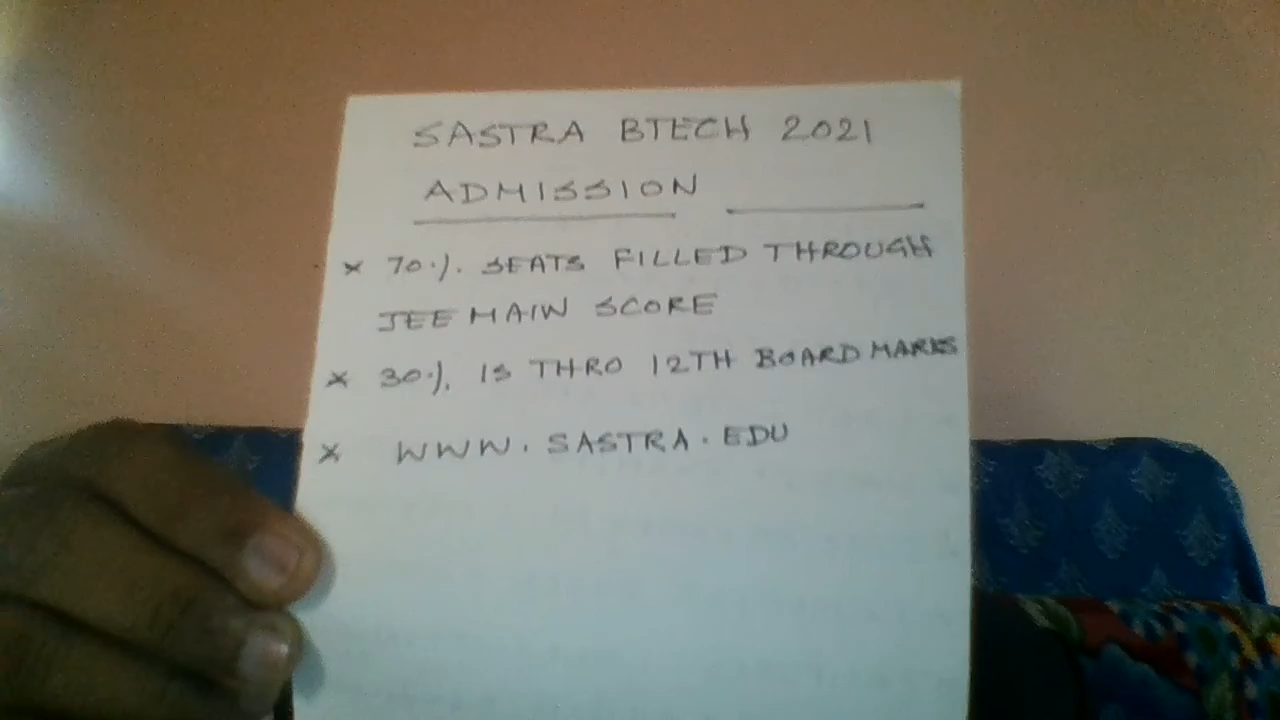 SASTRA BTECH 2021
ADMISSION
× 70%. SEATS FILLED THROUGH
JEE MAIN SCORE
× 30%. IS THRO 12TH BOARD MARKS
× WWW.SASTRA.EDU